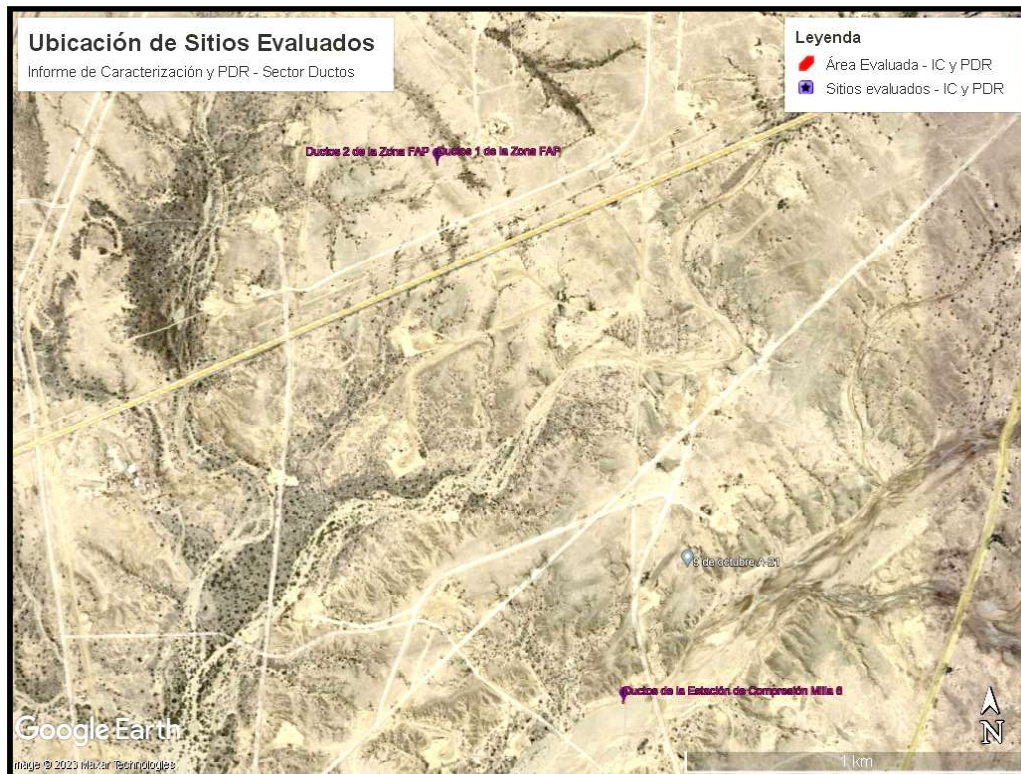 Ubicación de Sitios Evaluados
Informe de Caracterización y PDR - Sector Ductos
Leyenda
Área Evaluada - IC y PDR
Sitios evaluados - IC y PDR
Ductos 2 de la Zona FAP
Ductos 1 de la Zona FAP
9 de octubre A-21
Ductos de la Estación de Compresión Milla 6
N
Google Earth
1 km
Image © 2023 Maxar Technologies